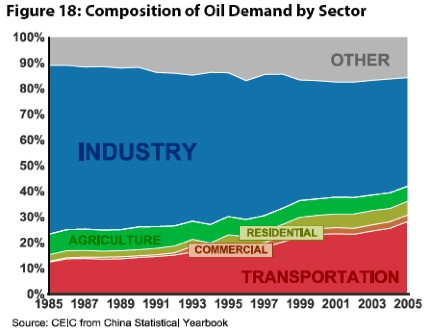 Figure 18: Composition of Oil Demand by Sector
100%
90%
80%
70%
60%
50%
40%
30%
20%
10%
0%
OTHER
INDUSTRY
AGRICULTURE
RESIDENTIAL
COMMERCIAL
TRANSPORTATION
1985 1987 1989 1991 1993 1995 1997 1999 2001 2003 2005
Source: CEIC from China Statistical Yearbook